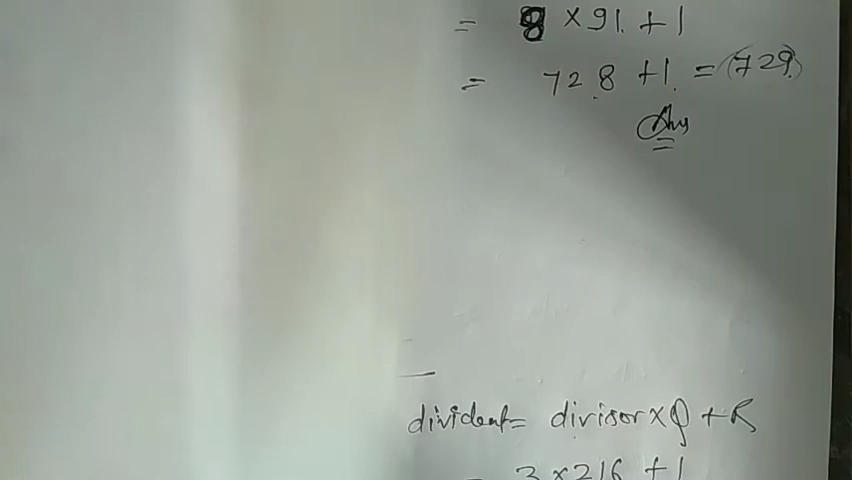 = 8 × 91 + 1
= 728 + 1 = (729)
Ans
divident = divisor × Q + R
= 3 × 216 + 1